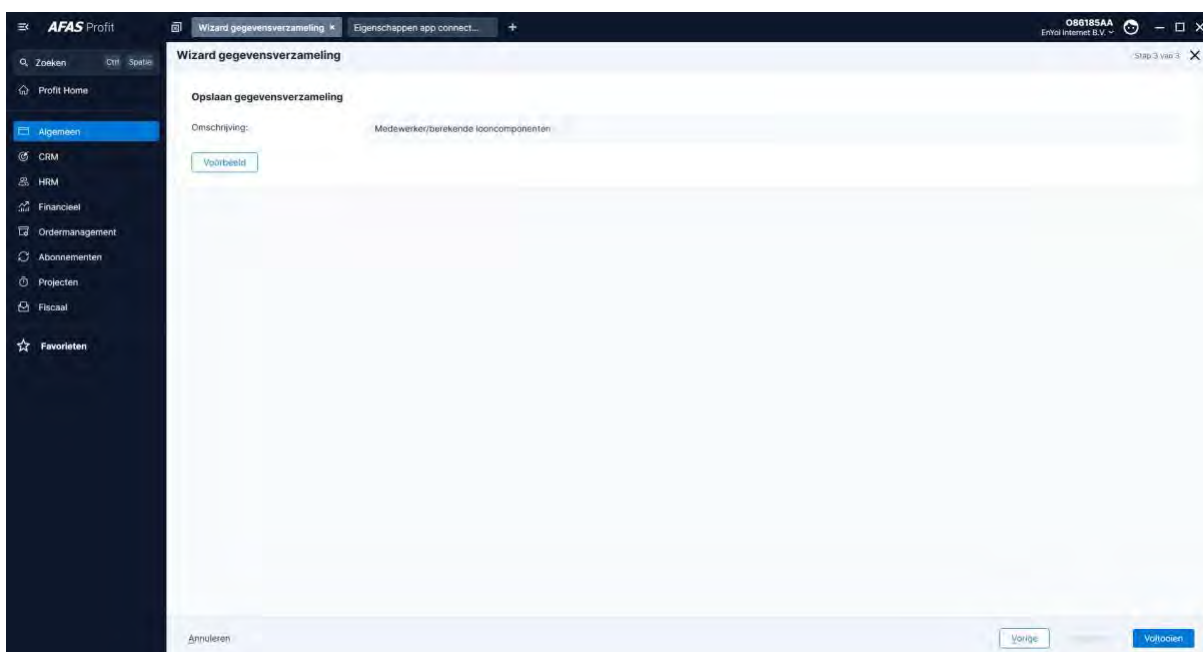 AFAS Profit
Wizard gegevensverzameling ×
Eigenschappen app connect...
+
O86185AA
EnYoi Internet B.V.
Zoeken
Ctrl
Spatie
Wizard gegevensverzameling
Stap 3 van 3
Profit Home
Opslaan gegevensverzameling
Algemeen
Omschrijving:
Medewerker/berekende looncomponenten
CRM
Voorbeeld
HRM
Financieel
Ordermanagement
Abonnementen
Projecten
Fiscaal
Favorieten
Annuleren
Vorige
Voltooien